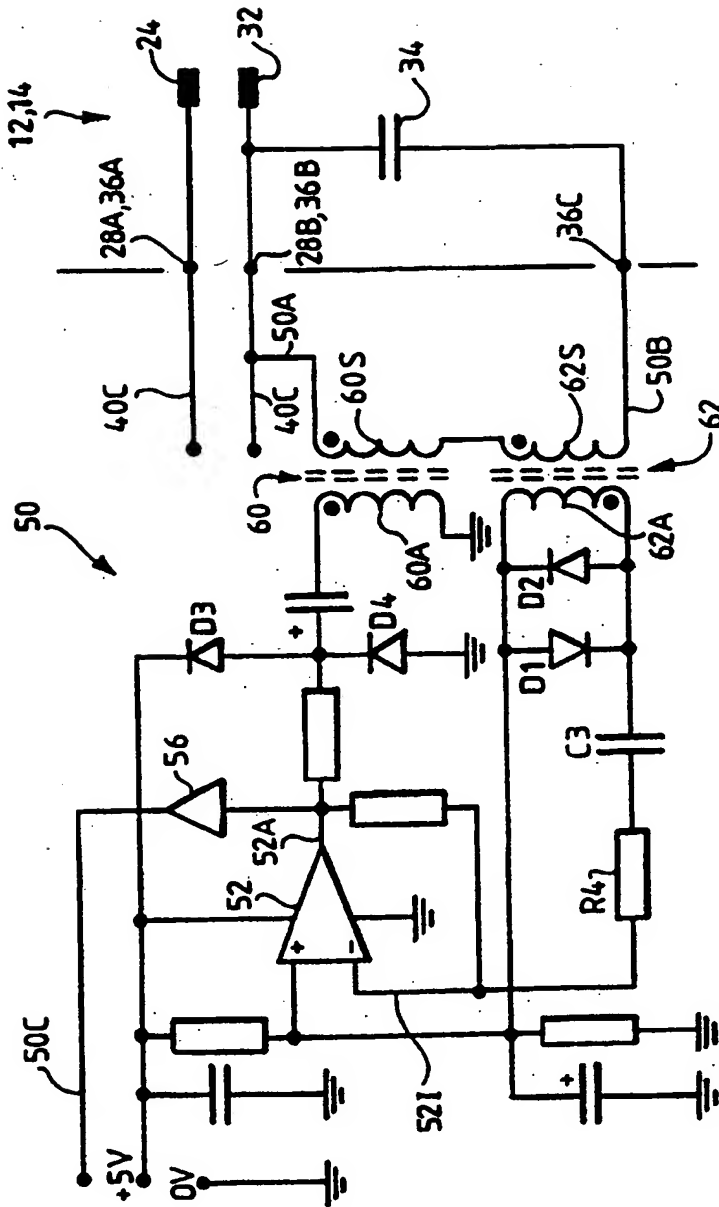 12,14
24
32
34
28A,36A
28B,36B
36C
40C
40C
50A
50B
60S
62S
60
62
60A
62A
50
D3
D4
D2
D1
C3
R4
56
52A
52
+
-
+
+
52I
50C
+5V
0V